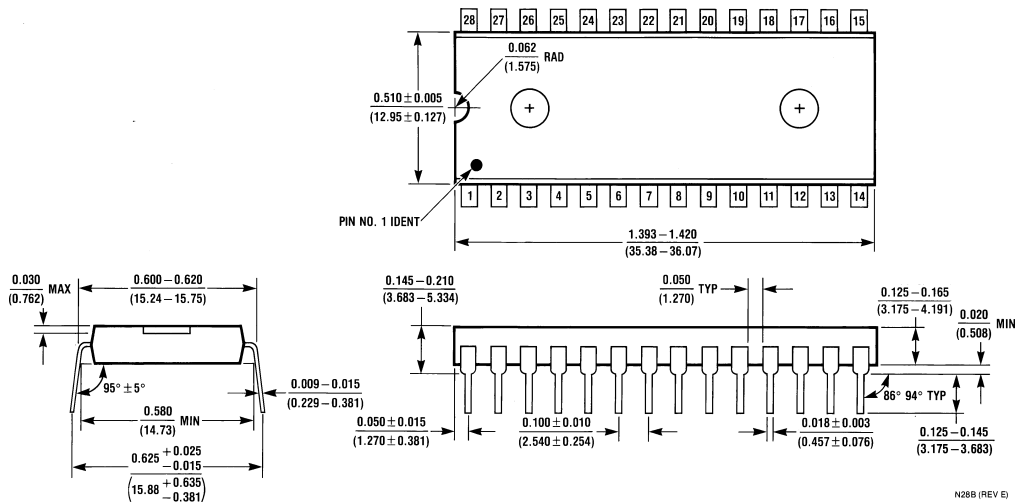 28 27 26 25 24 23 22 21 20 19 18 17 16 15
0.062
(1.575)
RAD
0.510 ± 0.005
(12.95 ± 0.127)
PIN NO. 1 IDENT
1 2 3 4 5 6 7 8 9 10 11 12 13 14
1.393 – 1.420
(35.38 – 36.07)
0.030
(0.762)
MAX
0.600 – 0.620
(15.24 – 15.75)
95° ± 5°
0.580
(14.73)
MIN
0.625 +0.025
-0.015
(15.88 +0.635
-0.381)
0.009 – 0.015
(0.229 – 0.381)
0.145 – 0.210
(3.683 – 5.334)
0.050
(1.270)
TYP
0.125 – 0.165
(3.175 – 4.191)
0.020
(0.508)
MIN
0.050 ± 0.015
(1.270 ± 0.381)
0.100 ± 0.010
(2.540 ± 0.254)
0.018 ± 0.003
(0.457 ± 0.076)
86° 94° TYP
0.125 – 0.145
(3.175 – 3.683)
N28B (REV E)